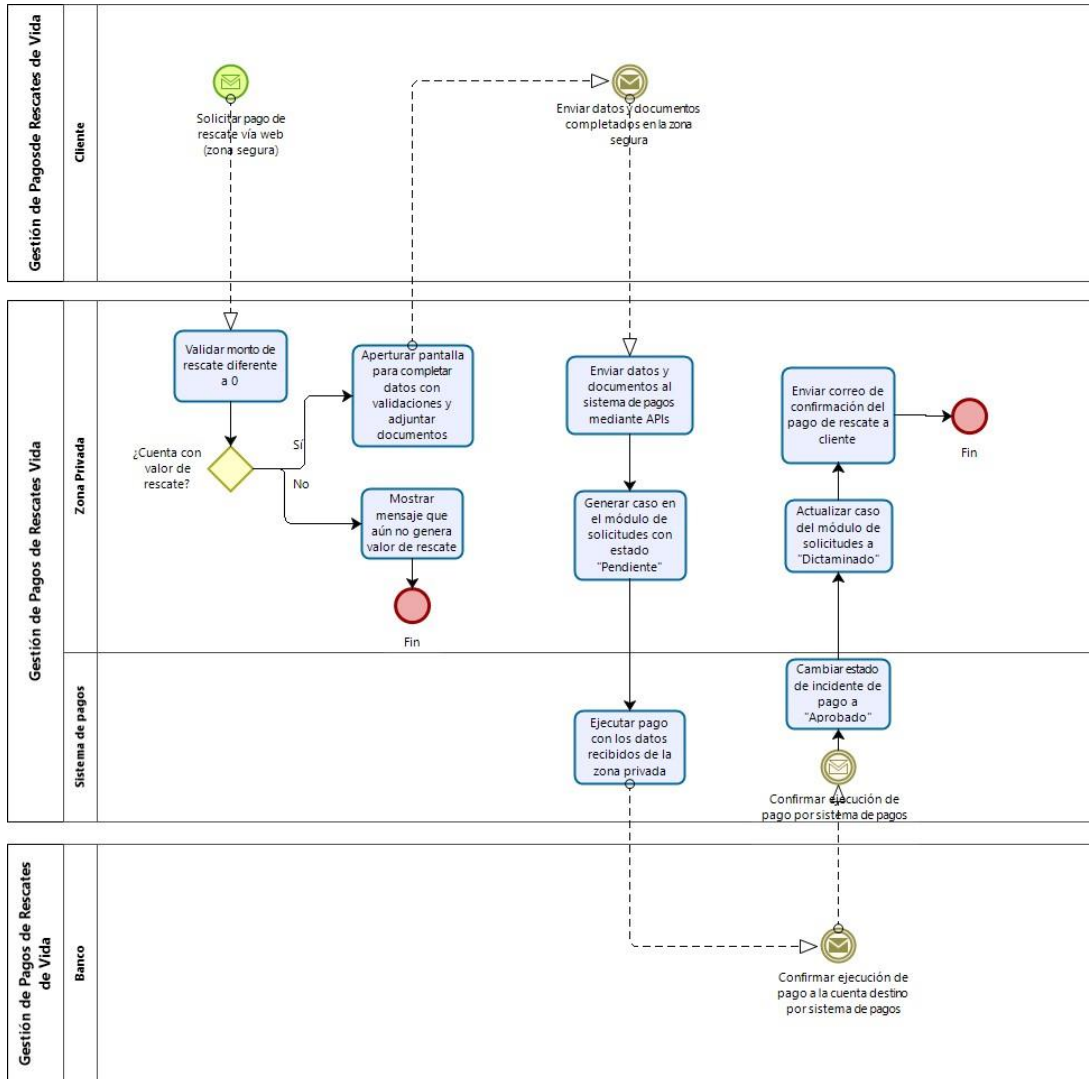 Gestión de Pagosde Rescates de Vida
Cliente
Solicitar pago de
rescate vía web
(zona segura)
Enviar datos y documentos
completados en la zona
segura
Gestión de Pagos de Rescates Vida
Zona Privada
Validar monto de
rescate diferente
a 0
¿Cuenta con
valor de
rescate?
Sí
No
Aperturar pantalla
para completar
datos con
validaciones y
adjuntar
documentos
Mostrar
mensaje que
aún no genera
valor de rescate
Fin
Enviar datos y
documentos al
sistema de pagos
mediante APIs
Generar caso en
el módulo de
solicitudes con
estado
"Pendiente"
Enviar correo de
confirmación del
pago de rescate a
cliente
Fin
Actualizar caso
del módulo de
solicitudes a
"Dictaminado"
Sistema de pagos
Ejecutar pago
con los datos
recibidos de la
zona privada
Cambiar estado
de incidente de
pago a
"Aprobado"
Confirmar ejecución de
pago por sistema de pagos
Gestión de Pagos de Rescates
de Vida
Banco
Confirmar ejecución de
pago a la cuenta destino
por sistema de pagos